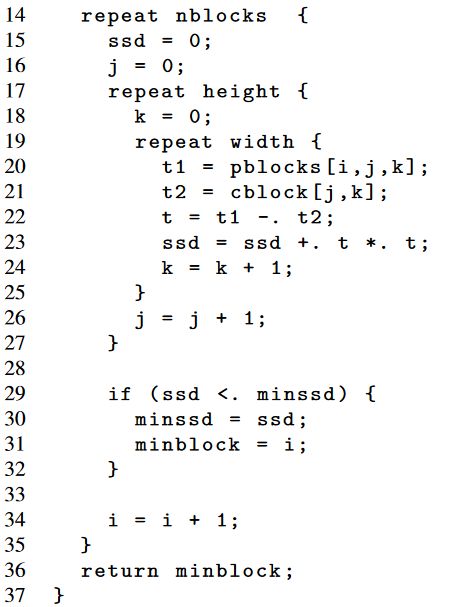 14 repeat nblocks {
15 ssd = 0;
16 j = 0;
17 repeat height {
18 k = 0;
19 repeat width {
20 t1 = pblocks[i,j,k];
21 t2 = cblock[j,k];
22 t = t1 -. t2;
23 ssd = ssd +. t *. t;
24 k = k + 1;
25 }
26 j = j + 1;
27 }
28
29 if (ssd <. minssd) {
30 minssd = ssd;
31 minblock = i;
32 }
33
34 i = i + 1;
35 }
36 return minblock;
37 }